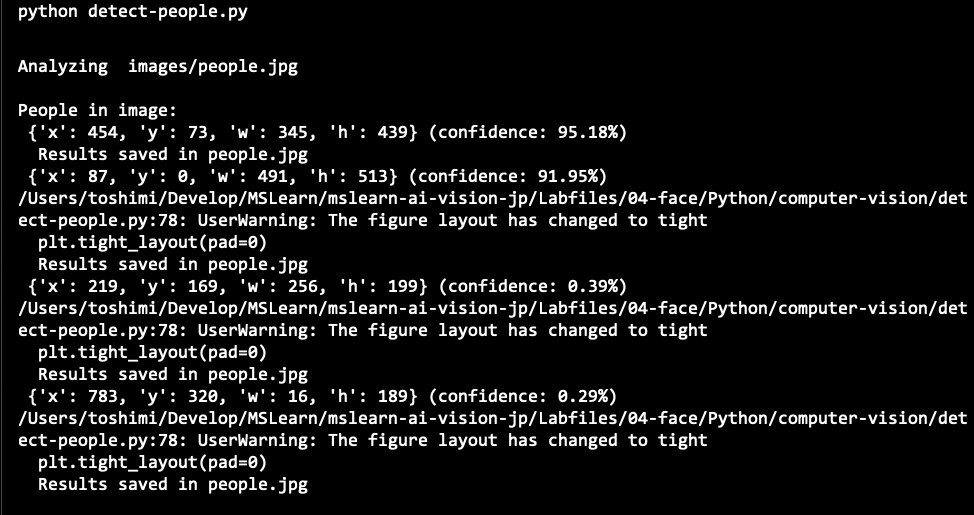 python detect-people.py
Analyzing  images/people.jpg
People in image:
 {'x': 454, 'y': 73, 'w': 345, 'h': 439} (confidence: 95.18%)
  Results saved in people.jpg
 {'x': 87, 'y': 0, 'w': 491, 'h': 513} (confidence: 91.95%)
/Users/toshimi/Develop/MSLearn/mslearn-ai-vision-jp/Labfiles/04-face/Python/computer-vision/det
ect-people.py:78: UserWarning: The figure layout has changed to tight
  plt.tight_layout(pad=0)
  Results saved in people.jpg
 {'x': 219, 'y': 169, 'w': 256, 'h': 199} (confidence: 0.39%)
/Users/toshimi/Develop/MSLearn/mslearn-ai-vision-jp/Labfiles/04-face/Python/computer-vision/det
ect-people.py:78: UserWarning: The figure layout has changed to tight
  plt.tight_layout(pad=0)
  Results saved in people.jpg
 {'x': 783, 'y': 320, 'w': 16, 'h': 189} (confidence: 0.29%)
/Users/toshimi/Develop/MSLearn/mslearn-ai-vision-jp/Labfiles/04-face/Python/computer-vision/det
ect-people.py:78: UserWarning: The figure layout has changed to tight
  plt.tight_layout(pad=0)
  Results saved in people.jpg